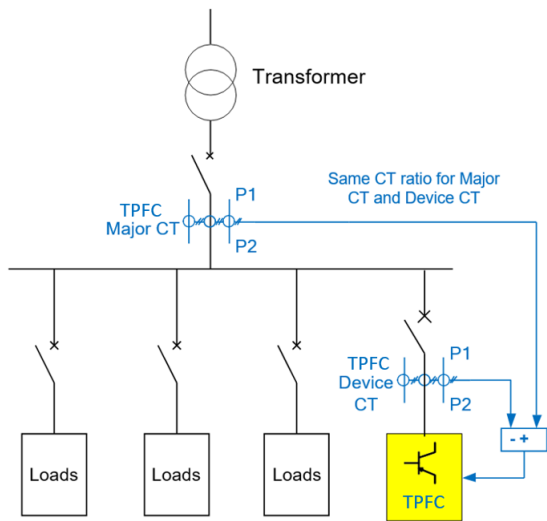 Transformer
Same CT ratio for Major
CT and Device CT
TPFC
Major CT
P1
P2
TPFC
Device
CT
P1
P2
- +
Loads
Loads
Loads
TPFC